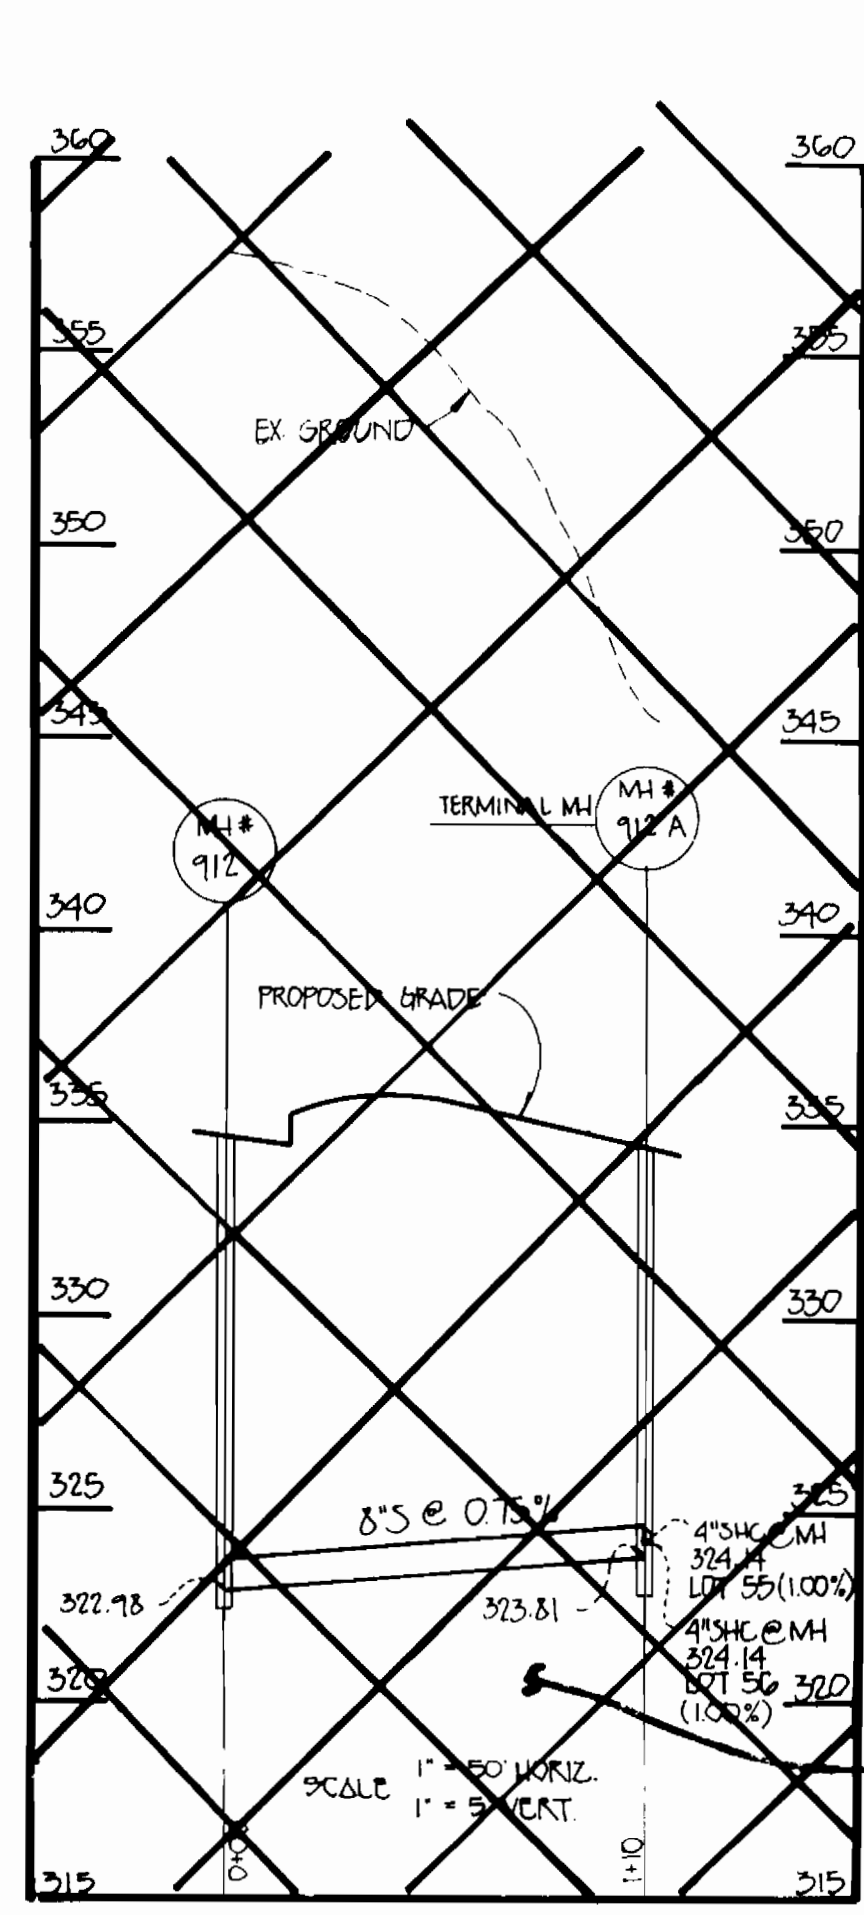 360
360
355
355
EX. GROUND
350
350
345
345
MH #
912
TERMINAL MH
MH #
912 A
340
340
PROPOSED GRADE
335
335
330
330
325
325
8"S @ 0.75%
4"SHC @ MH
324.14
LOT 55 (1.00%)
322.98
323.81
4"SHC @ MH
324.14
LOT 56
(1.00%)
320
320
SCALE
1" = 50' HORIZ.
1" = 5' VERT.
0+00
1+10
315
315